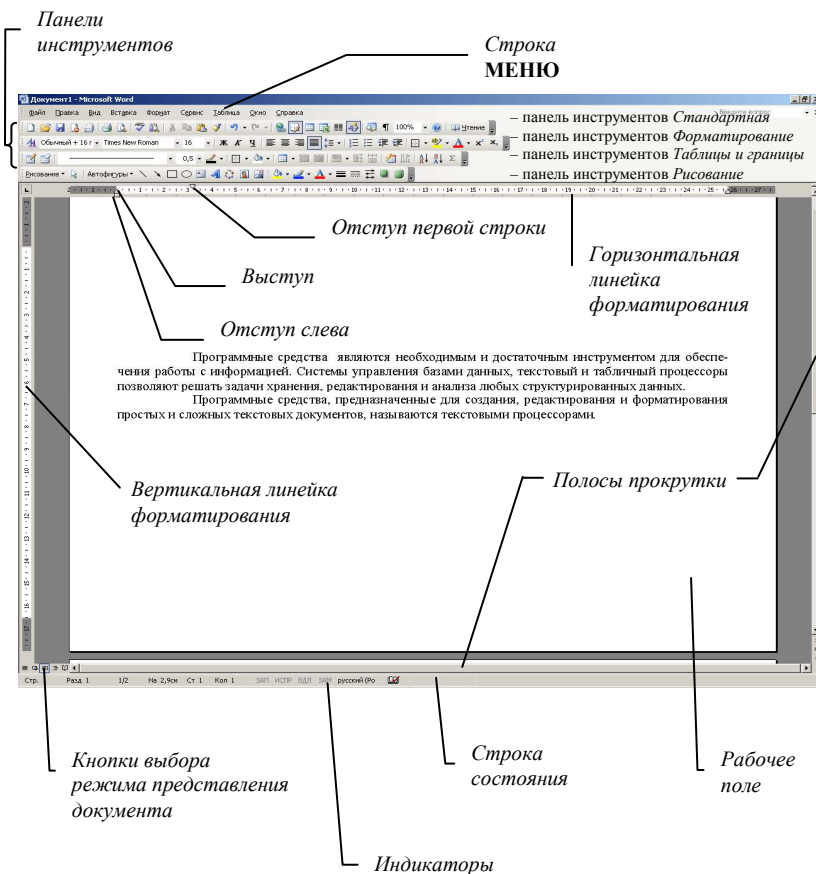 Панели
инструментов
Строка
МЕНЮ
Документ1 - Microsoft Word
Файл Правка Вид Вставка Формат Сервис Таблица Окно Справка
Введите вопрос
100% Чтение
– панель инструментов Стандартная
Обычный + 16 г Times New Roman 16 Ж К Ч
– панель инструментов Форматирование
0,5
– панель инструментов Таблицы и границы
Рисование Автофигуры
– панель инструментов Рисование
Отступ первой строки
Горизонтальная
линейка
форматирования
Выступ
Отступ слева
Программные средства являются необходимым и достаточным инструментом для обеспе-
чения работы с информацией. Системы управления базами данных, текстовый и табличный процессоры
позволяют решать задачи хранения, редактирования и анализа любых структурированных данных.
Программные средства, предназначенные для создания, редактирования и форматирования
простых и сложных текстовых документов, называются текстовыми процессорами.
Вертикальная линейка
форматирования
Полосы прокрутки
Стр. Разд 1 1/2 На 2,9см Ст 1 Кол 1 ЗАП ИСПР ВДЛ ЗАМ русский (Ро
Кнопки выбора
режима представления
документа
Строка
состояния
Рабочее
поле
Индикаторы